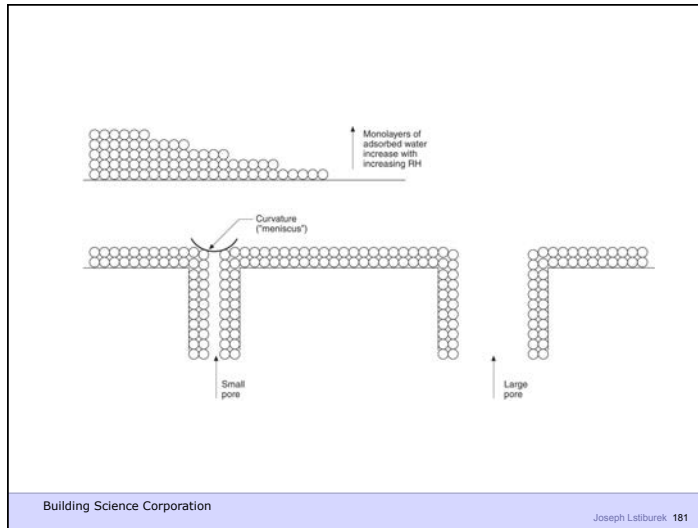 Monolayers of
adsorbed water
increase with
increasing RH
Curvature
("meniscus")
Small
pore
Large
pore
Building Science Corporation
Joseph Lstiburek 181